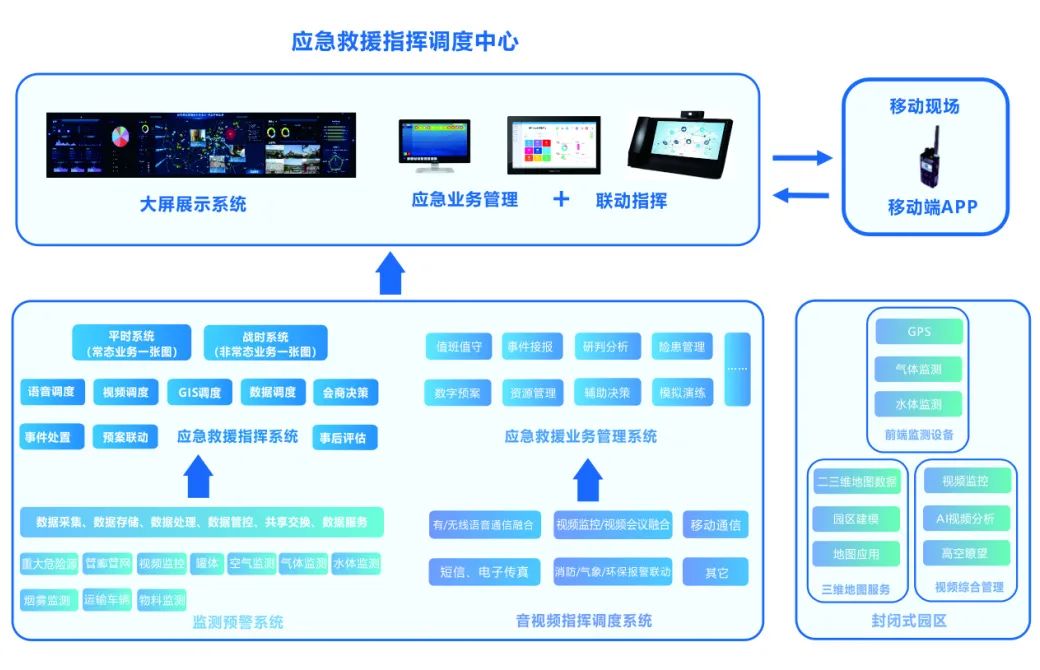 应急救援指挥调度中心
大屏展示系统
应急业务管理 + 联动指挥
移动现场
移动端APP
平时系统
（常态业务一张图）
战时系统
（非常态业务一张图）
语音调度 视频调度 GIS调度 数据调度 会商决策
事件处置 预案联动 应急救援指挥系统 事后评估
数据采集、数据存储、数据处理、数据管控、共享交换、数据服务
重大危险源 管廊管网 视频监控 罐体 空气监测 气体监测 水体监测
烟雾监测 运输车辆 物料监测
监测预警系统
值班值守 事件接报 研判分析 险患管理
……
数字预案 资源管理 辅助决策 模拟演练
应急救援业务管理系统
有/无线语音通信融合 视频监控/视频会议融合 移动通信
短信、电子传真 消防/气象/环保报警联动 其它
音视频指挥调度系统
GPS
气体监测
水体监测
前端监测设备
二三维地图数据
园区建模
地图应用
三维地图服务
视频监控
AI视频分析
高空瞭望
视频综合管理
封闭式园区